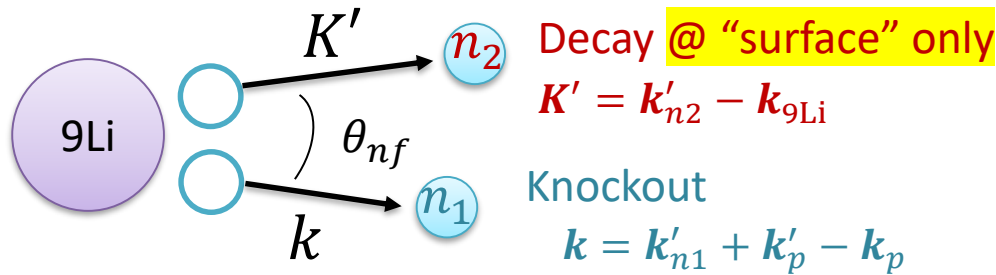 K′
n₂
Decay @ “surface” only
K′ = k′ₙ₂ − k₉Li
9Li
θₙf
Knockout
n₁
k
k = k′ₙ₁ + k′ₚ − kₚ